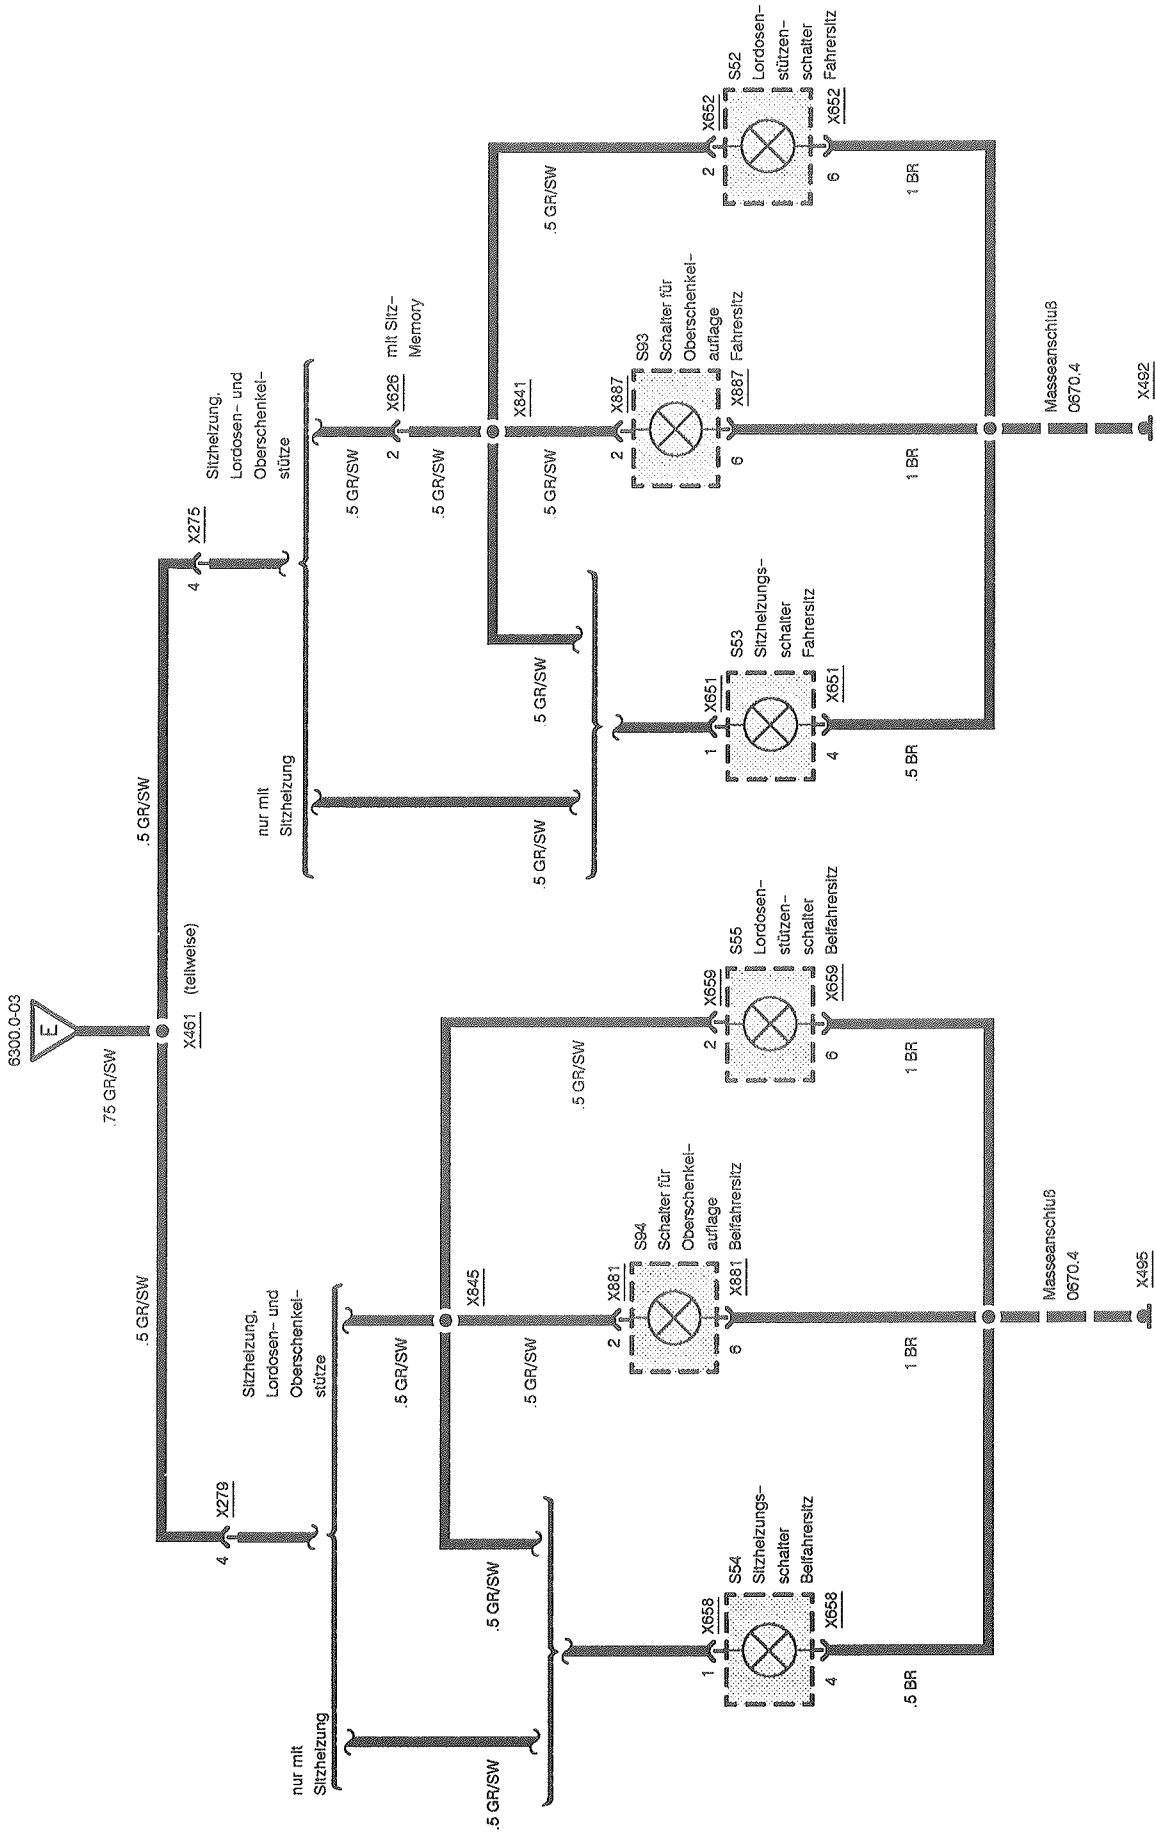 6300.0-03
E
.75 GR/SW
X461
(teilweise)
.5 GR/SW
.5 GR/SW
4
X279
4
X275
nur mit
Sitzheizung
Sitzheizung,
Lordosen- und
Oberschenkel-
stütze
nur mit
Sitzheizung
Sitzheizung,
Lordosen- und
Oberschenkel-
stütze
.5 GR/SW
2
X626
mit Sitz-
Memory
.5 GR/SW
X841
.5 GR/SW
X845
.5 GR/SW
.5 GR/SW
.5 GR/SW
.5 GR/SW
.5 GR/SW
.5 GR/SW
.5 GR/SW
.5 GR/SW
.5 GR/SW
1
X658
S54
Sitzheizungs-
schalter
Beifahrersitz
4
X658
.5 BR
2
X881
S94
Schalter für
Oberschenkel-
auflage
Beifahrersitz
6
X881
1 BR
2
X659
S55
Lordosen-
stützen-
schalter
Beifahrersitz
6
X659
1 BR
1
X651
S53
Sitzheizungs-
schalter
Fahrersitz
4
X651
.5 BR
2
X887
S93
Schalter für
Oberschenkel-
auflage
Fahrersitz
6
X887
1 BR
2
X652
S52
Lordosen-
stützen-
schalter
Fahrersitz
6
X652
1 BR
Masseanschluß
0670.4
X495
Masseanschluß
0670.4
X492